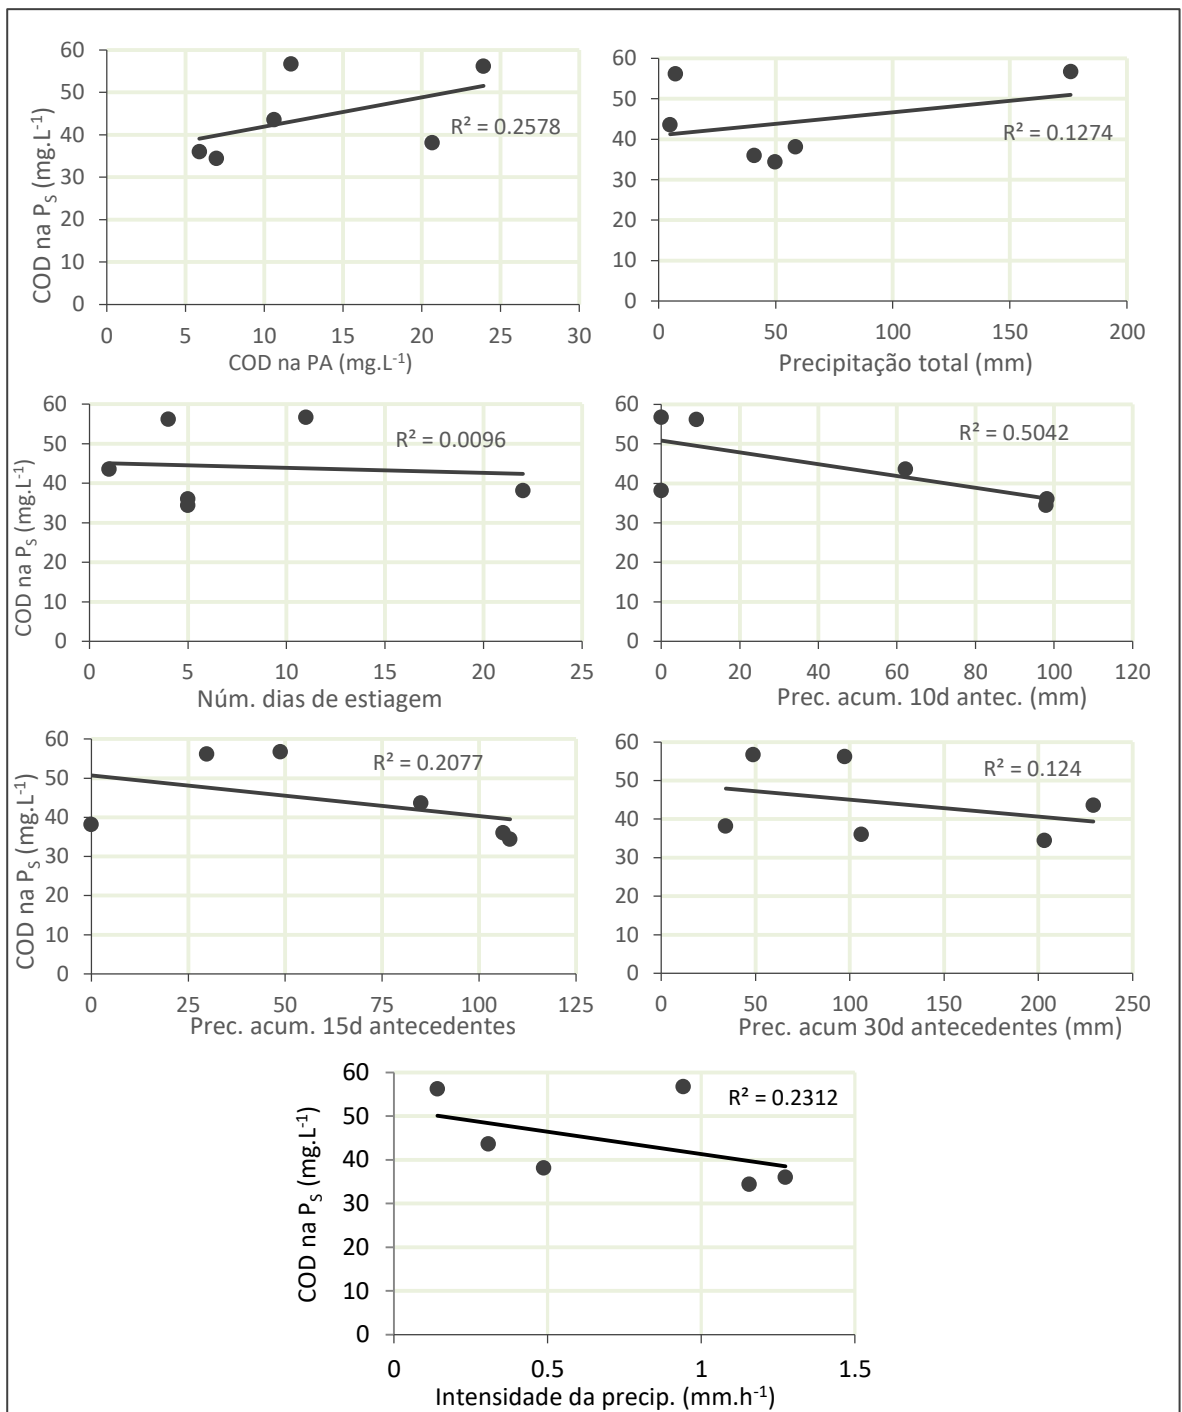 60
50
40
30
20
10
0
COD na P_S (mg.L⁻¹)
R² = 0.2578
0 5 10 15 20 25 30
COD na PA (mg.L⁻¹)
60
50
40
30
20
10
0
R² = 0.1274
0 50 100 150 200
Precipitação total (mm)
60
50
40
30
20
10
0
COD na P_S (mg.L⁻¹)
R² = 0.0096
0 5 10 15 20 25
Núm. dias de estiagem
60
50
40
30
20
10
0
R² = 0.5042
0 20 40 60 80 100 120
Prec. acum. 10d antec. (mm)
60
50
40
30
20
10
0
COD na P_S (mg.L⁻¹)
R² = 0.2077
0 25 50 75 100 125
Prec. acum. 15d antecedentes
60
50
40
30
20
10
0
R² = 0.124
0 50 100 150 200 250
Prec. acum 30d antecedentes (mm)
60
50
40
30
20
10
0
COD na P_S (mg.L⁻¹)
R² = 0.2312
0 0.5 1 1.5
Intensidade da precip. (mm.h⁻¹)